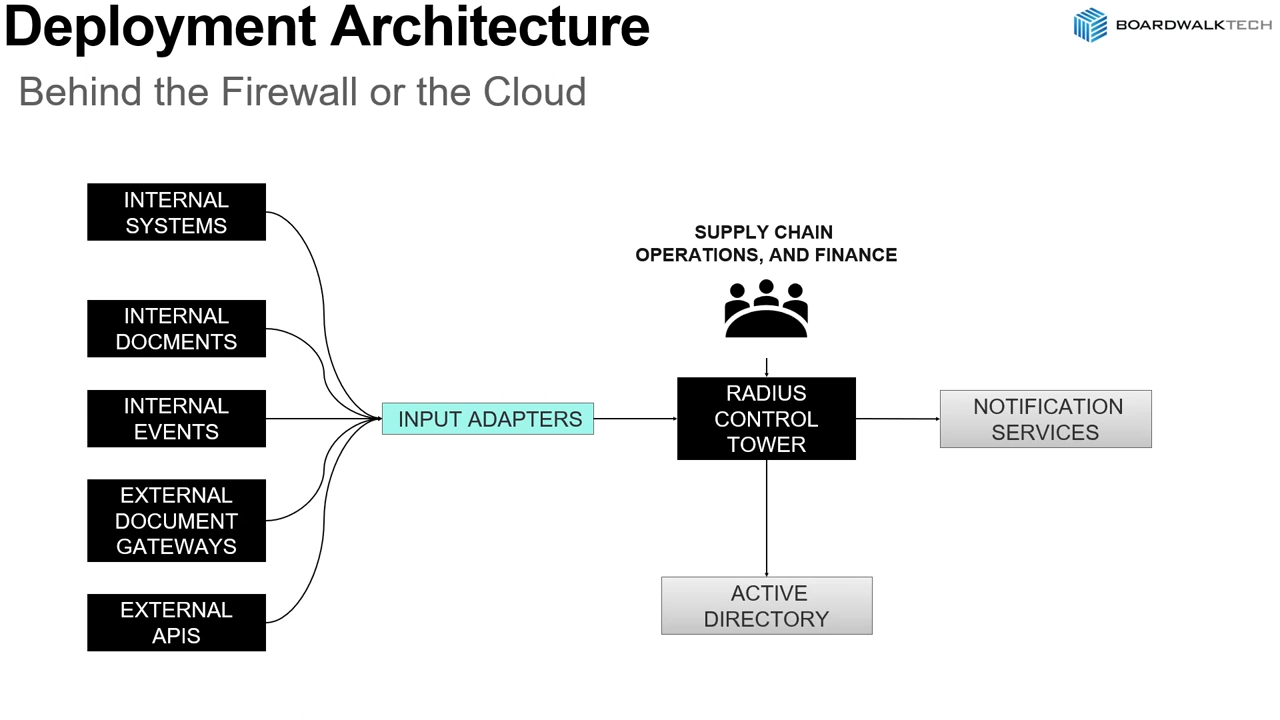 Deployment Architecture
BOARDWALKTECH
Behind the Firewall or the Cloud
INTERNAL
SYSTEMS
INTERNAL
DOCMENTS
INTERNAL
EVENTS
EXTERNAL
DOCUMENT
GATEWAYS
EXTERNAL
APIS
INPUT ADAPTERS
SUPPLY CHAIN
OPERATIONS, AND FINANCE
RADIUS
CONTROL
TOWER
NOTIFICATION
SERVICES
ACTIVE
DIRECTORY